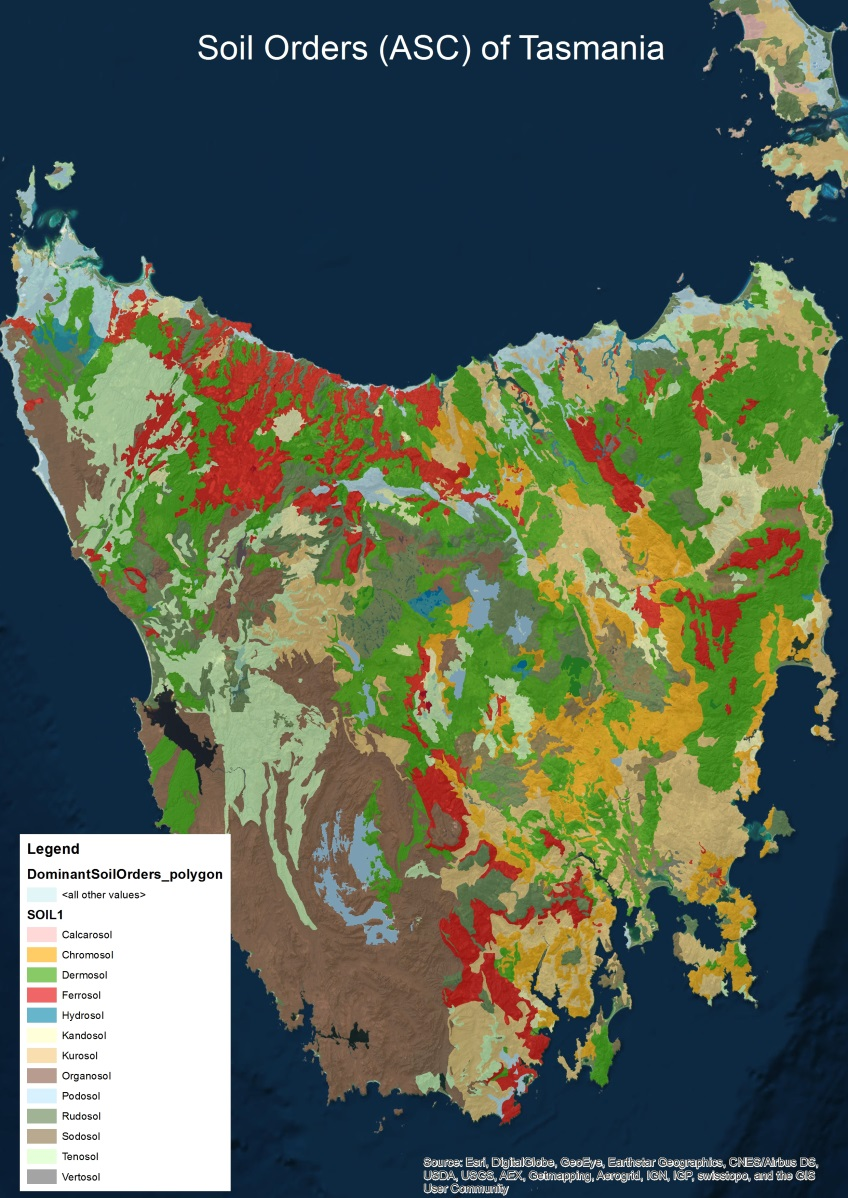 Soil Orders (ASC) of Tasmania
Legend
DominantSoilOrders_polygon
<all other values>
SOIL1
Calcarosol
Chromosol
Dermosol
Ferrosol
Hydrosol
Kandosol
Kurosol
Organosol
Podosol
Rudosol
Sodosol
Tenosol
Vertosol
Source: Esri, DigitalGlobe, GeoEye, Earthstar Geographics, CNES/Airbus DS,
USDA, USGS, AEX, Getmapping, Aerogrid, IGN, IGP, swisstopo, and the GIS
User Community